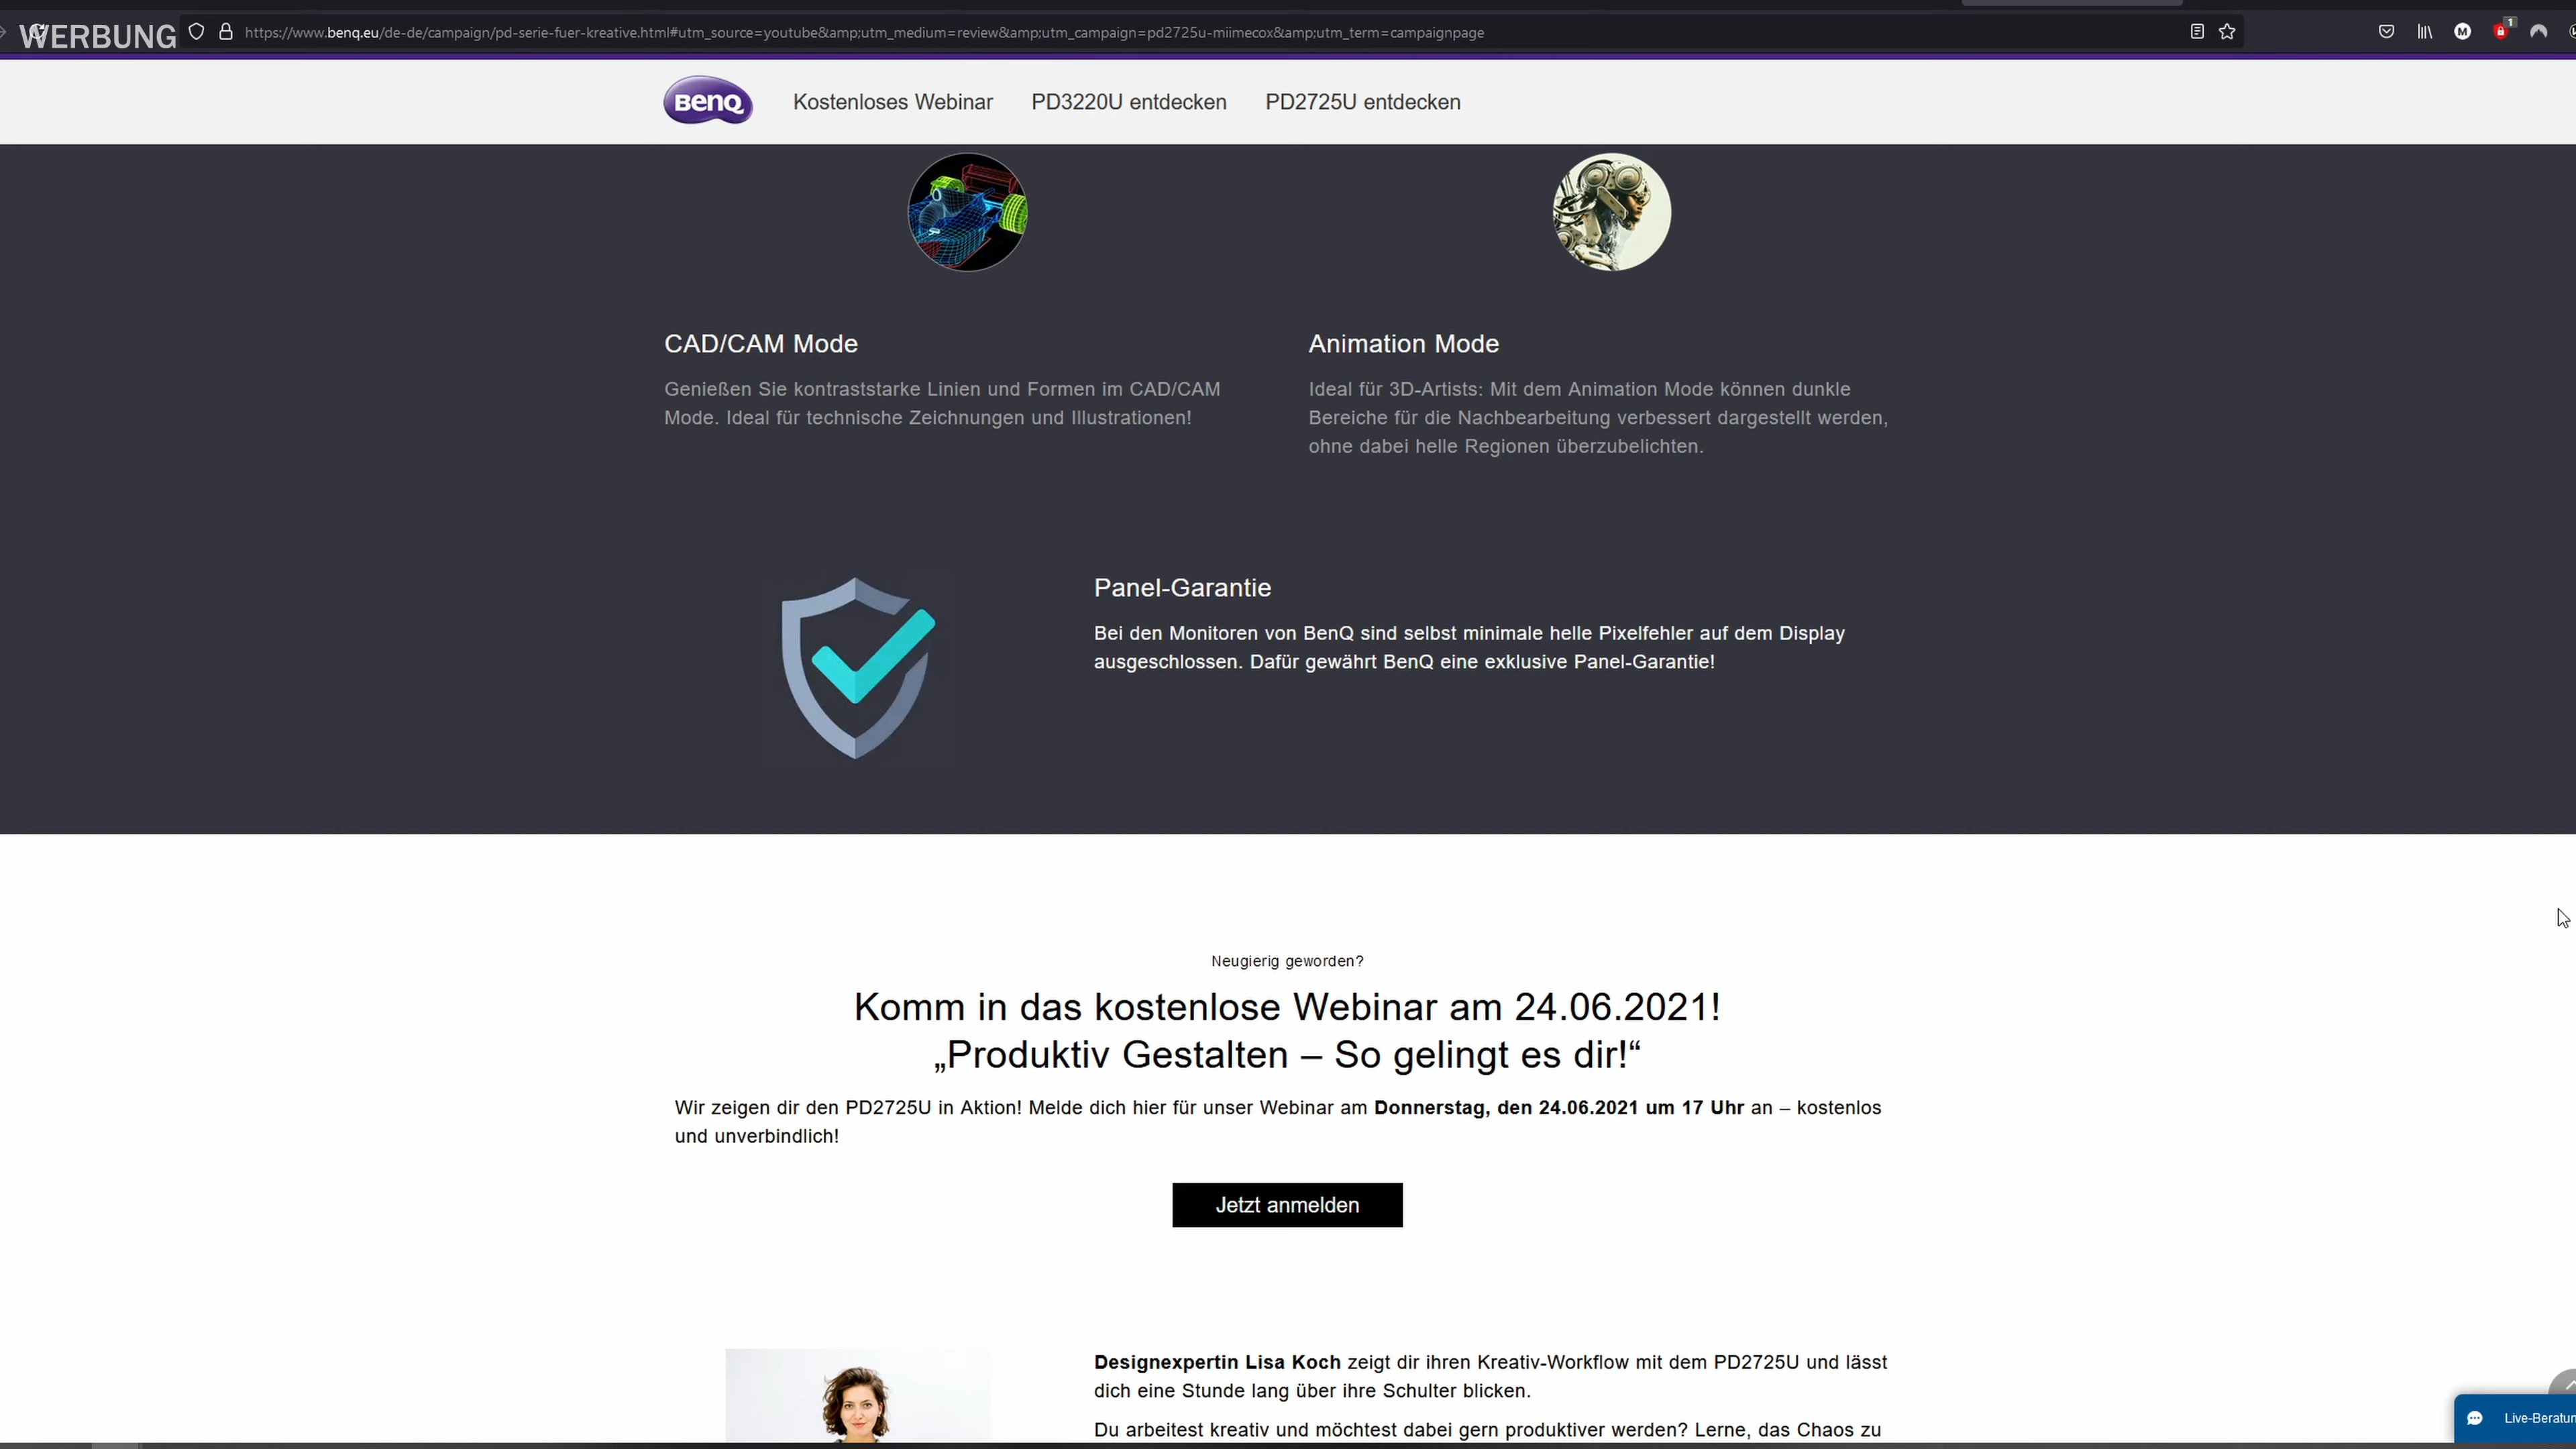 WERBUNG
https://www.benq.eu/de-de/campaign/pd-serie-fuer-kreative.html#utm_source=youtube&amp;utm_medium=review&amp;utm_campaign=pd2725u-miimecox&amp;utm_term=campaignpage
M
1
BenQ
Kostenloses Webinar
PD3220U entdecken
PD2725U entdecken
CAD/CAM Mode
Genießen Sie kontraststarke Linien und Formen im CAD/CAM
Mode. Ideal für technische Zeichnungen und Illustrationen!
Animation Mode
Ideal für 3D-Artists: Mit dem Animation Mode können dunkle
Bereiche für die Nachbearbeitung verbessert dargestellt werden,
ohne dabei helle Regionen überzubelichten.
Panel-Garantie
Bei den Monitoren von BenQ sind selbst minimale helle Pixelfehler auf dem Display
ausgeschlossen. Dafür gewährt BenQ eine exklusive Panel-Garantie!
Neugierig geworden?
Komm in das kostenlose Webinar am 24.06.2021!
„Produktiv Gestalten – So gelingt es dir!“
Wir zeigen dir den PD2725U in Aktion! Melde dich hier für unser Webinar am Donnerstag, den 24.06.2021 um 17 Uhr an – kostenlos
und unverbindlich!
Jetzt anmelden
Designexpertin Lisa Koch zeigt dir ihren Kreativ-Workflow mit dem PD2725U und lässt
dich eine Stunde lang über ihre Schulter blicken.
Du arbeitest kreativ und möchtest dabei gern produktiver werden? Lerne, das Chaos zu
Live-Beratun